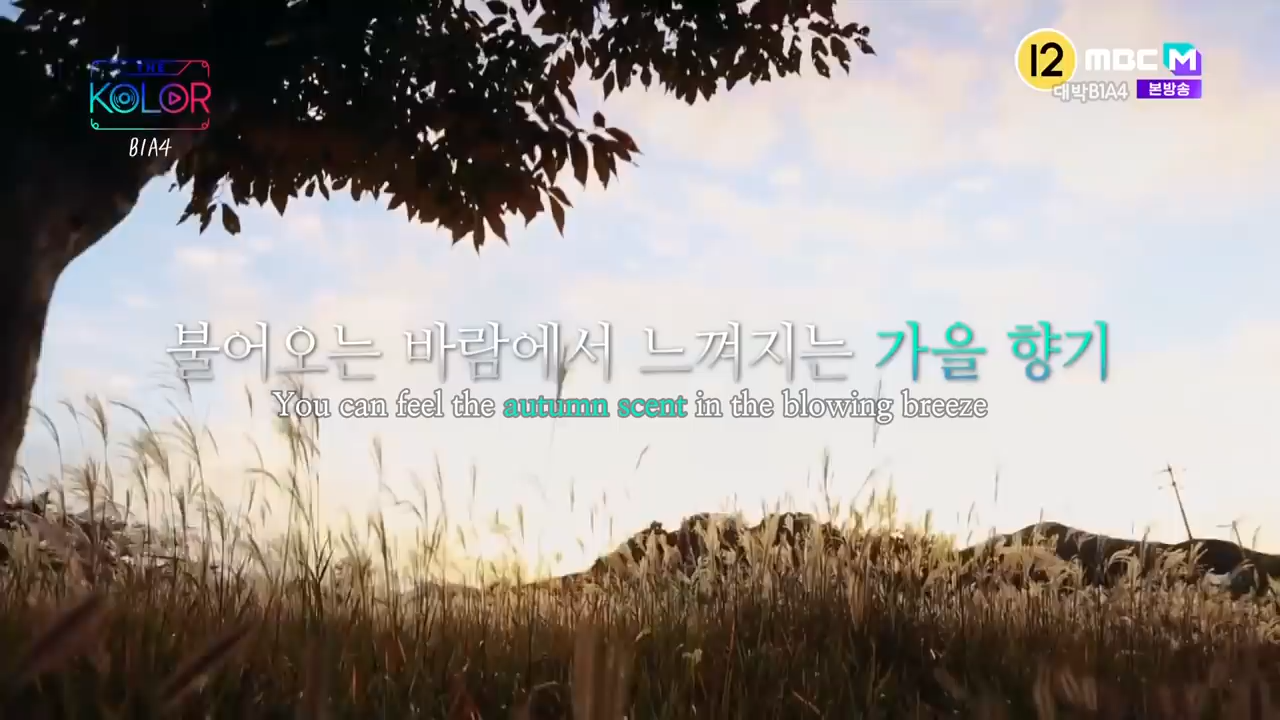 THE
KOLOR
B1A4
12
MBC M
대박B1A4 본방송
불어오는 바람에서 느껴지는 가을 향기
You can feel the autumn scent in the blowing breeze